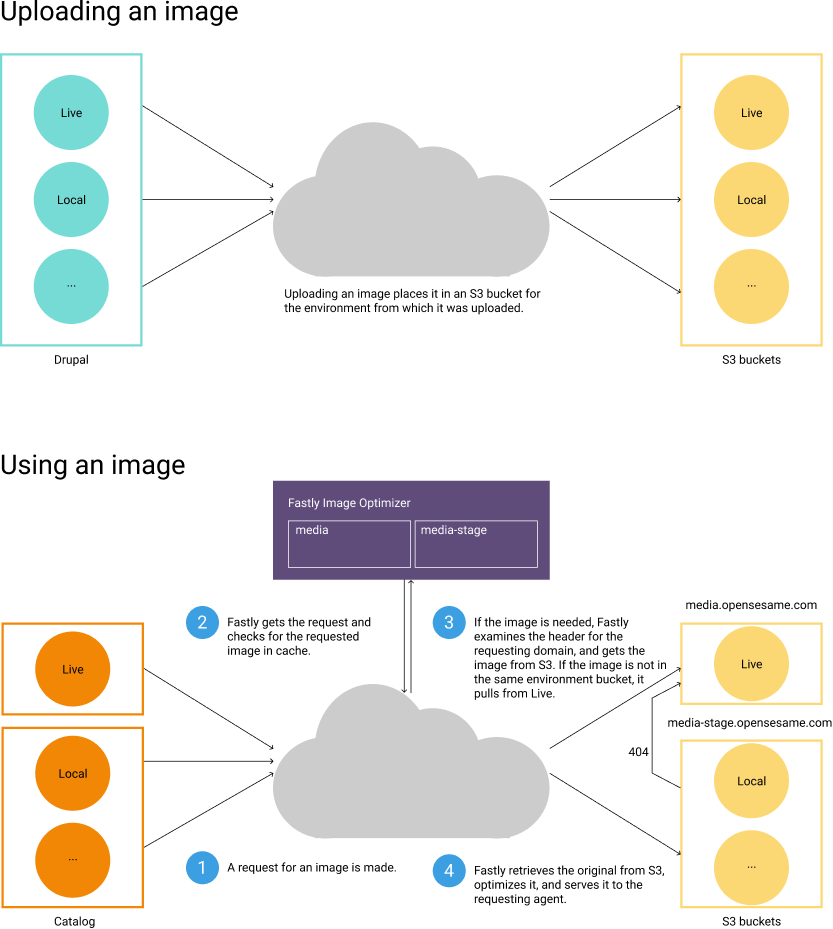 Uploading an image
Live
Local
...
Drupal
Uploading an image places it in an S3 bucket for
the environment from which it was uploaded.
Live
Local
...
S3 buckets
Using an image
Fastly Image Optimizer
media
media-stage
2
Fastly gets the request and
checks for the requested
image in cache.
3
If the image is needed, Fastly
examines the header for the
requesting domain, and gets the
image from S3. If the image is not in
the same environment bucket, it
pulls from Live.
media.opensesame.com
Live
Live
media-stage.opensesame.com
404
Local
...
Local
...
1
A request for an image is made.
4
Fastly retrieves the original from S3,
optimizes it, and serves it to the
requesting agent.
Catalog
S3 buckets